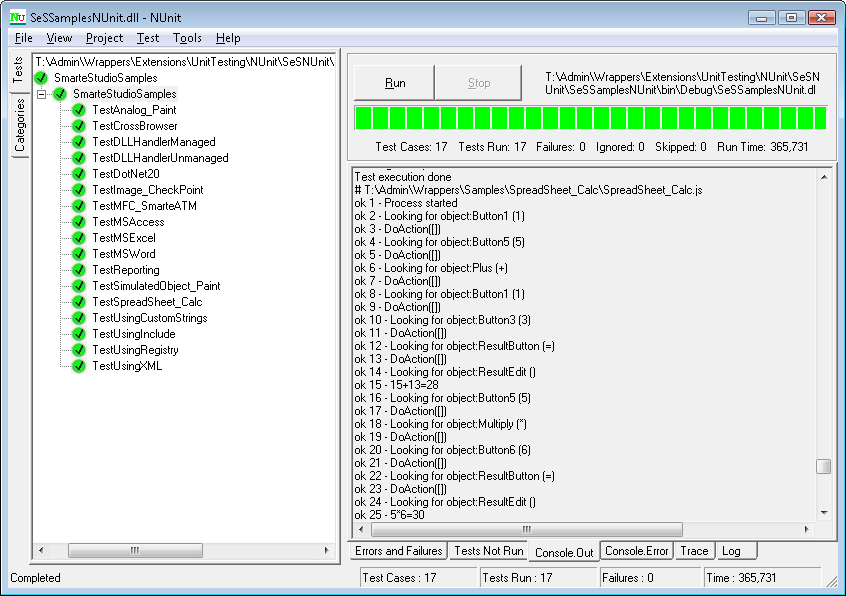 SeSSamplesNUnit.dll - NUnit
File View Project Test Tools Help
Tests
Categories
T:\Admin\Wrappers\Extensions\UnitTesting\NUnit\SeSNUnit\
SmarteStudioSamples
SmarteStudioSamples
TestAnalog_Paint
TestCrossBrowser
TestDLLHandlerManaged
TestDLLHandlerUnmanaged
TestDotNet20
TestImage_CheckPoint
TestMFC_SmarteATM
TestMSAccess
TestMSExcel
TestMSWord
TestReporting
TestSimulatedObject_Paint
TestSpreadSheet_Calc
TestUsingCustomStrings
TestUsingInclude
TestUsingRegistry
TestUsingXML
Run Stop
T:\Admin\Wrappers\Extensions\UnitTesting\NUnit\SeSN
Unit\SeSSamplesNUnit\bin\Debug\SeSSamplesNUnit.dl
Test Cases: 17 Tests Run: 17 Failures: 0 Ignored: 0 Skipped: 0 Run Time: 365,731
Test execution done
# T:\Admin\Wrappers\Samples\SpreadSheet_Calc\SpreadSheet_Calc.js
ok 1 - Process started
ok 2 - Looking for object:Button1 (1)
ok 3 - DoAction([])
ok 4 - Looking for object:Button5 (5)
ok 5 - DoAction([])
ok 6 - Looking for object:Plus (+)
ok 7 - DoAction([])
ok 8 - Looking for object:Button1 (1)
ok 9 - DoAction([])
ok 10 - Looking for object:Button3 (3)
ok 11 - DoAction([])
ok 12 - Looking for object:ResultButton (=)
ok 13 - DoAction([])
ok 14 - Looking for object:ResultEdit ()
ok 15 - 15+13=28
ok 16 - Looking for object:Button5 (5)
ok 17 - DoAction([])
ok 18 - Looking for object:Multiply (*)
ok 19 - DoAction([])
ok 20 - Looking for object:Button6 (6)
ok 21 - DoAction([])
ok 22 - Looking for object:ResultButton (=)
ok 23 - DoAction([])
ok 24 - Looking for object:ResultEdit ()
ok 25 - 5*6=30
Errors and Failures Tests Not Run Console.Out Console.Error Trace Log
Completed Test Cases : 17 Tests Run : 17 Failures : 0 Time : 365,731